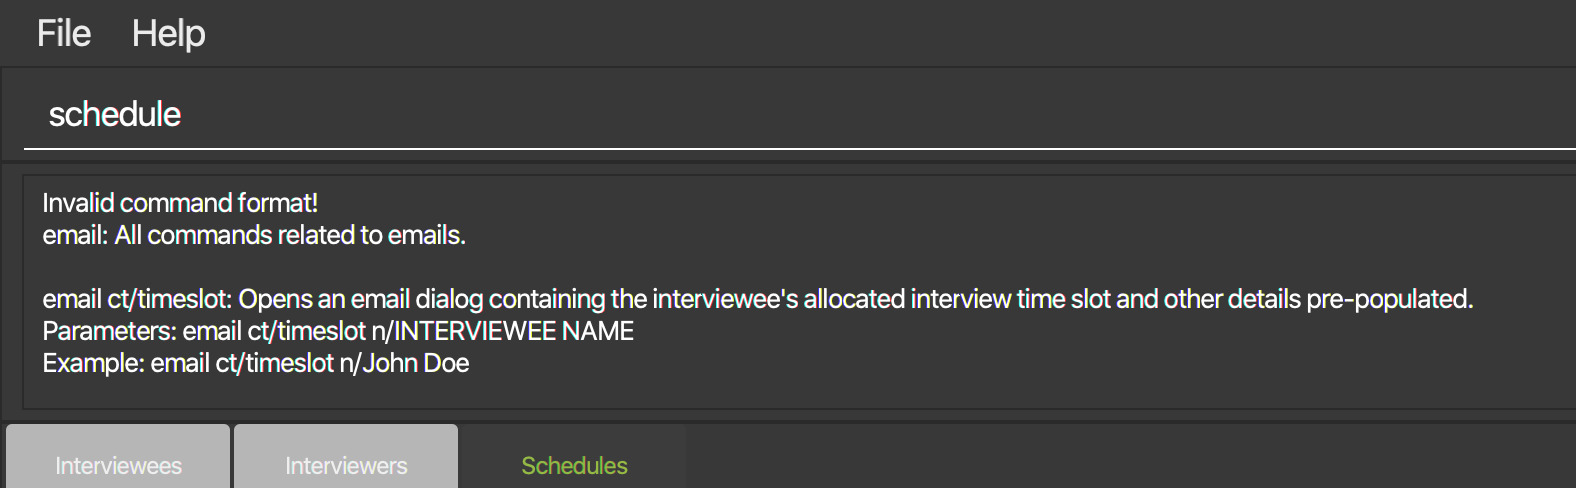 File Help
schedule
Invalid command format!
email: All commands related to emails.
email ct/timeslot: Opens an email dialog containing the interviewee's allocated interview time slot and other details pre-populated.
Parameters: email ct/timeslot n/INTERVIEWEE NAME
Example: email ct/timeslot n/John Doe
Interviewees Interviewers Schedules